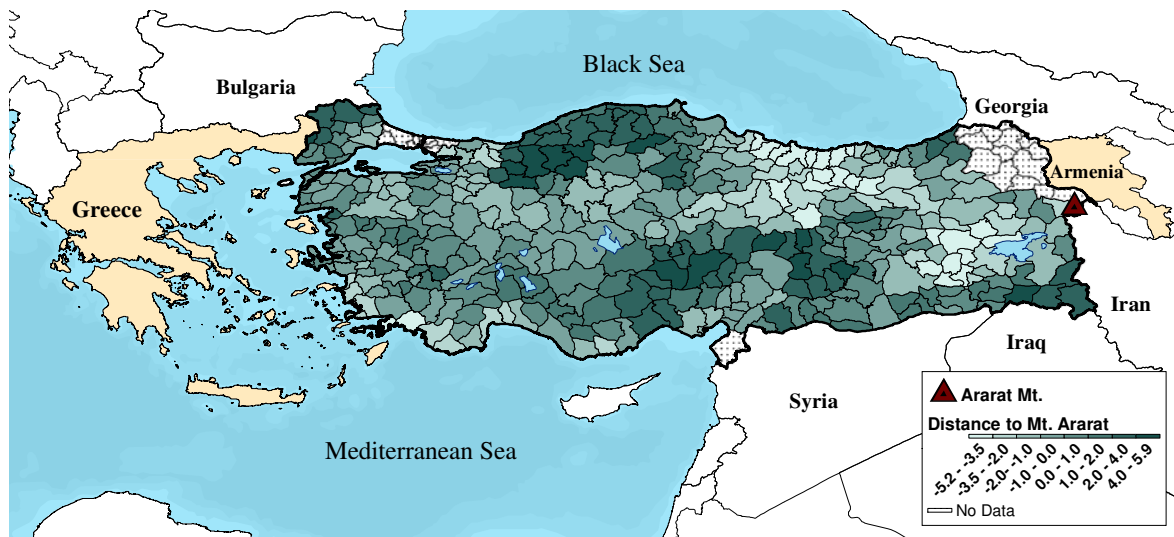 Black Sea
Bulgaria
Georgia
Armenia
Greece
Iran
Iraq
Syria
Mediterranean Sea
Ararat Mt.
Distance to Mt. Ararat
-5.2 - -3.5
-3.5 - -2.0
-2.0 - -1.0
-1.0 - 0.0
0.0 - 1.0
1.0 - 2.0
2.0 - 4.0
4.0 - 5.9
No Data